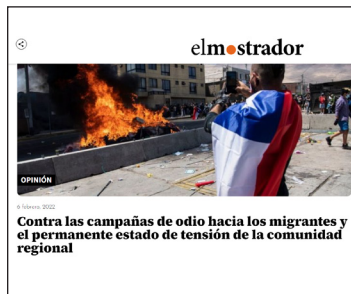 elmostrador
OPINIÓN
6 febrero, 2022
Contra las campañas de odio hacia los migrantes y
el permanente estado de tensión de la comunidad
regional